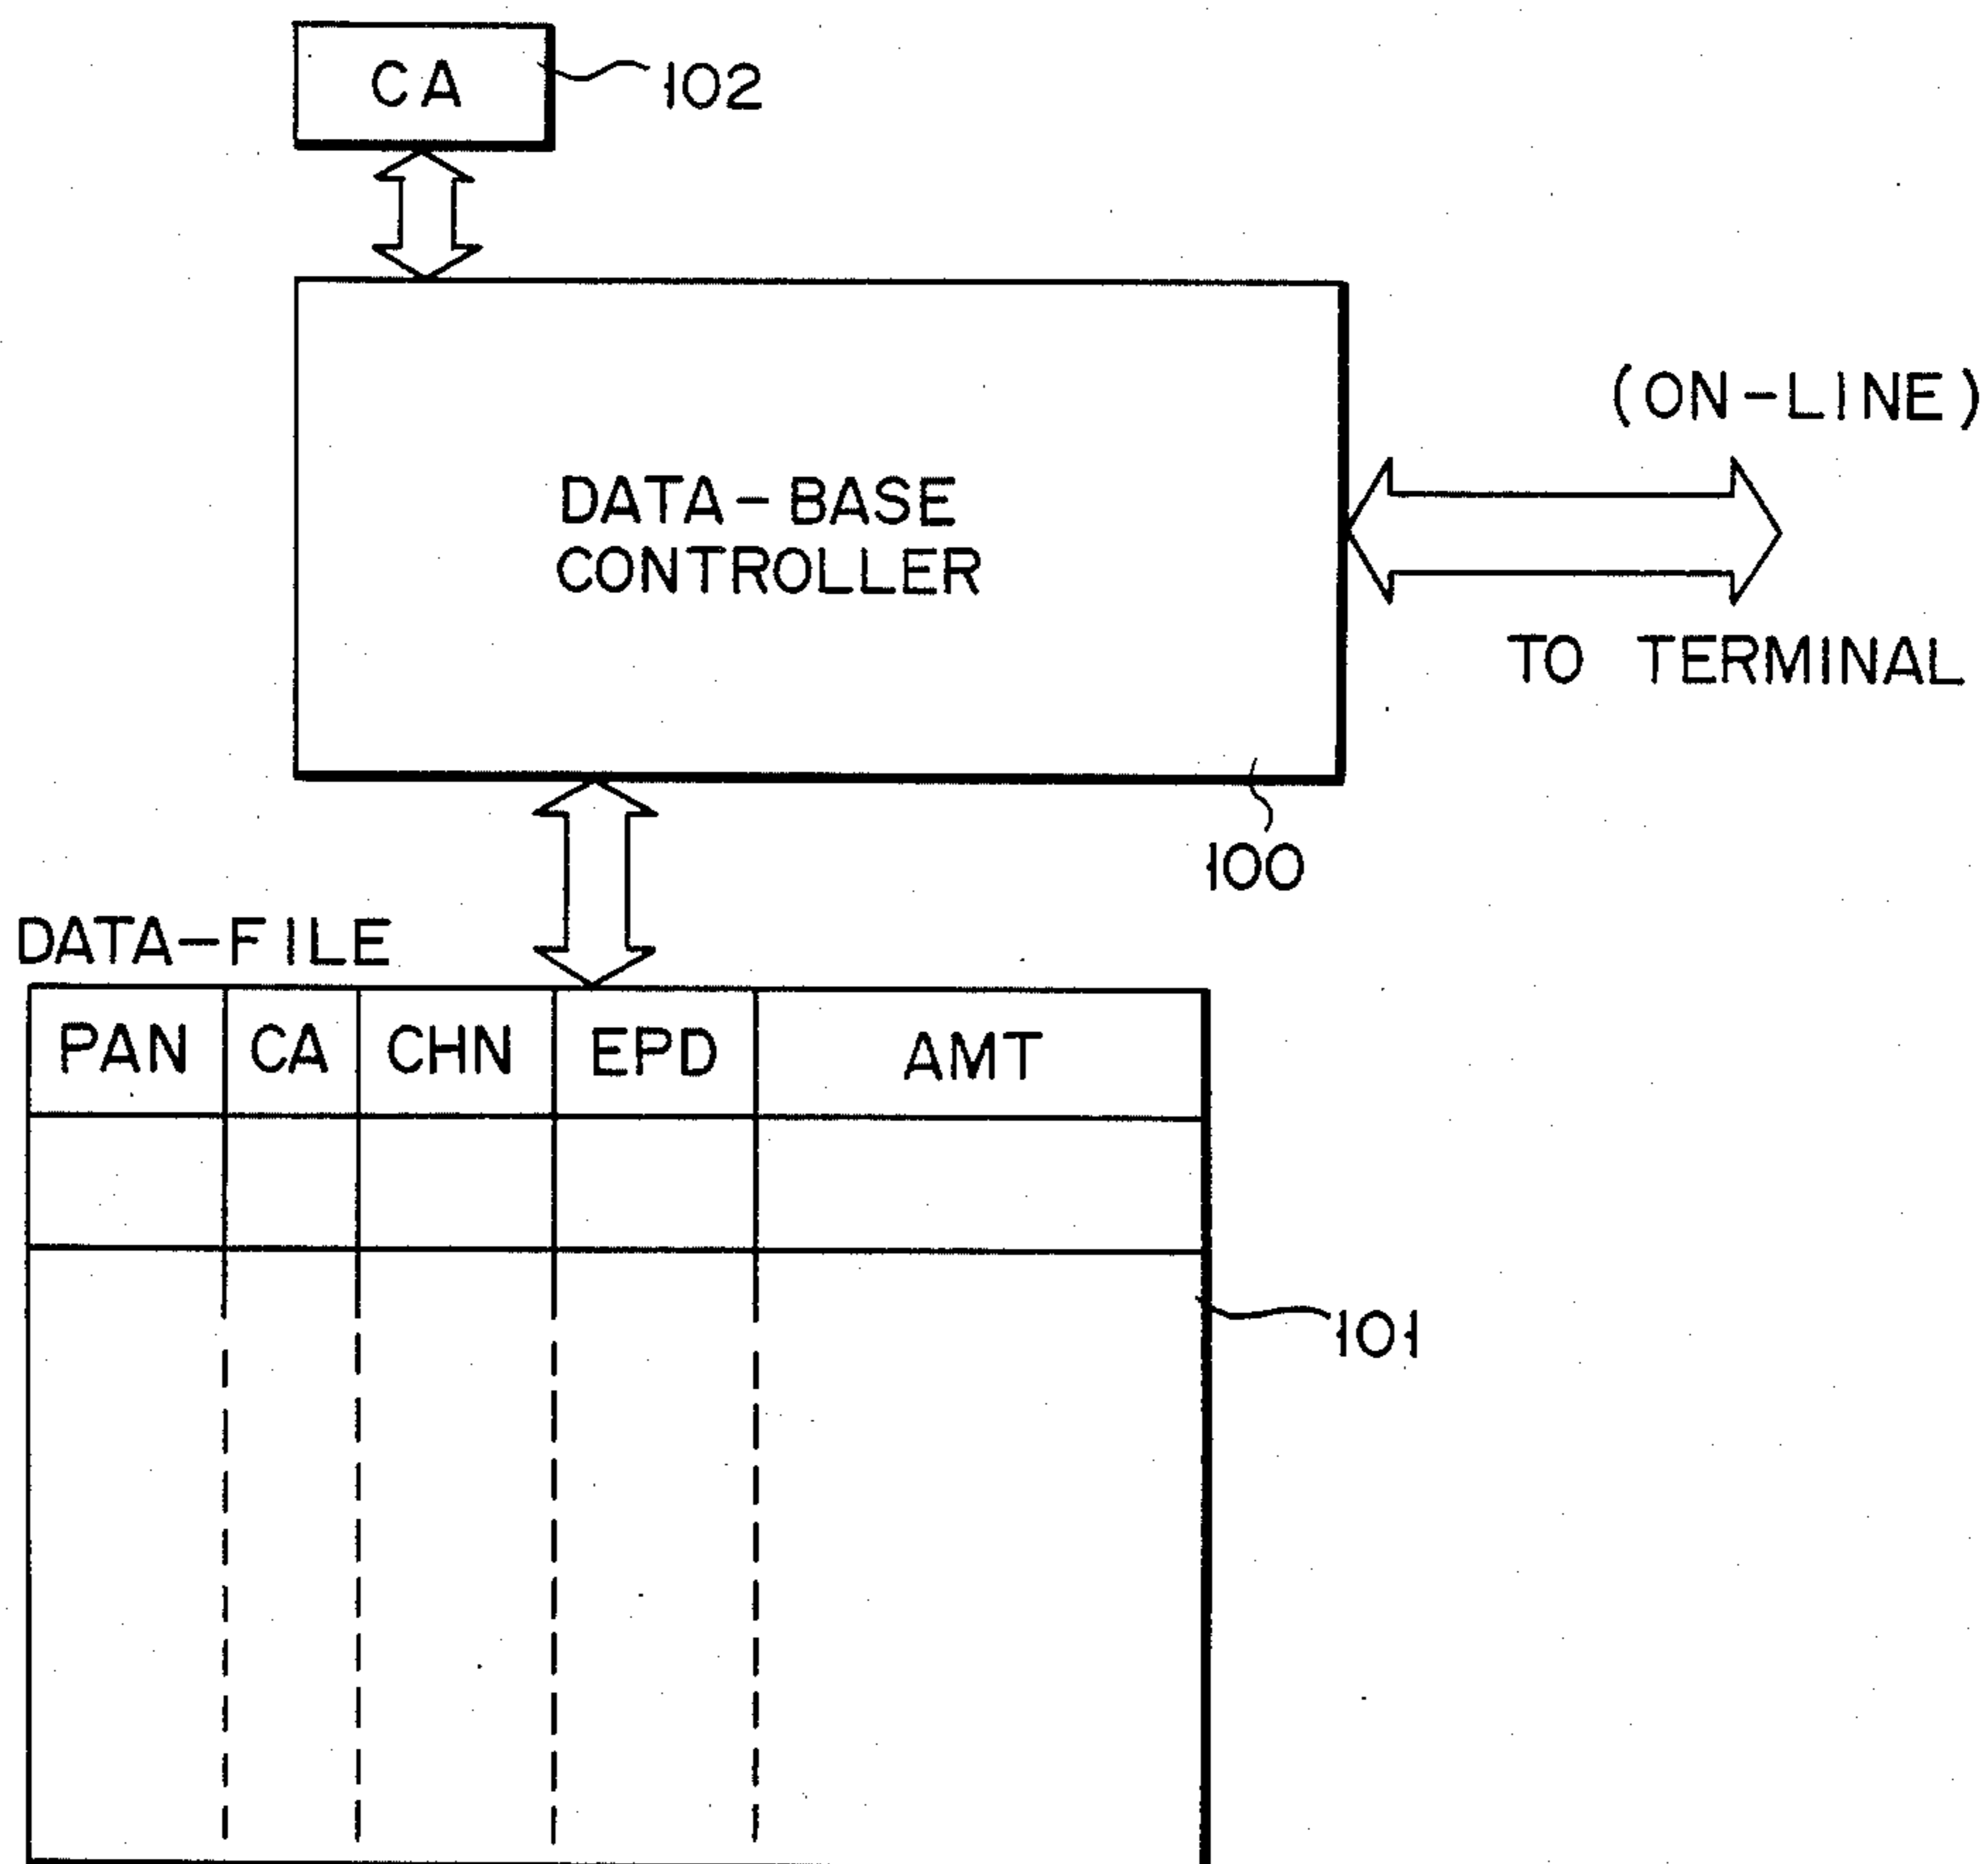 CA
102
(ON-LINE)
DATA-BASE
CONTROLLER
TO TERMINAL
100
DATA-FILE
PAN CA CHN EPD AMT
101